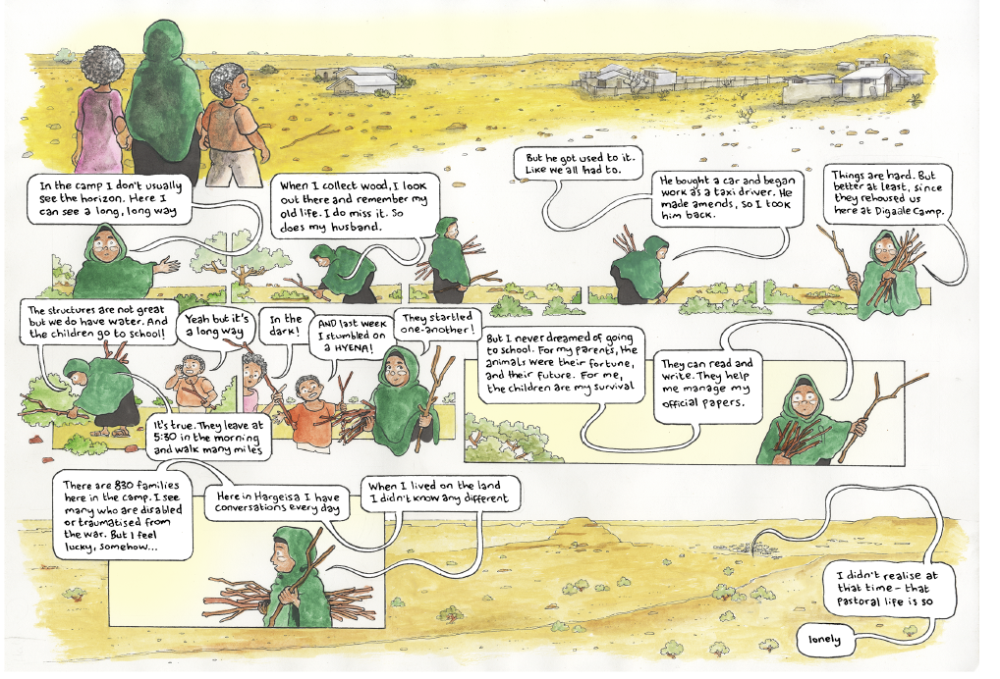 In the camp I don't usually
see the horizon. Here I
can see a long, long way
When I collect wood, I look
out there and remember my
old life. I do miss it. So
does my husband.
But he got used to it.
Like we all had to.
He bought a car and began
work as a taxi driver. He
made amends, so I took
him back.
Things are hard. But
better at least, since
they rehoused us
here at Digaale Camp.
The structures are not great
but we do have water. And
the children go to school!
Yeah but it's
a long way
In the
dark!
AND last week
I stumbled on
a HYENA!
They startled
one-another!
It's true. They leave at
5:30 in the morning
and walk many miles
But I never dreamed of going
to school. For my parents, the
animals were their fortune,
and their future. For me,
the children are my survival
They can read and
write. They help
me manage my
official papers.
There are 830 families
here in the camp. I see
many who are disabled
or traumatised from
the war. But I feel
lucky, somehow...
Here in Hargeisa I have
conversations every day
When I lived on the land
I didn't know any different
I didn't realise at
that time - that
pastoral life is so
lonely